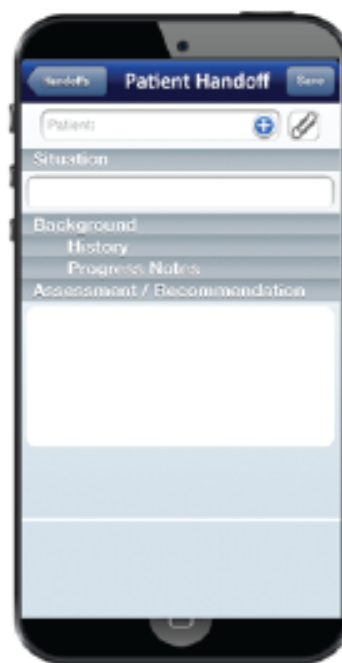 Handoffs Patient Handoff Save
Patient:
Situation
Background
History
Progress Notes
Assessment / Recommendation